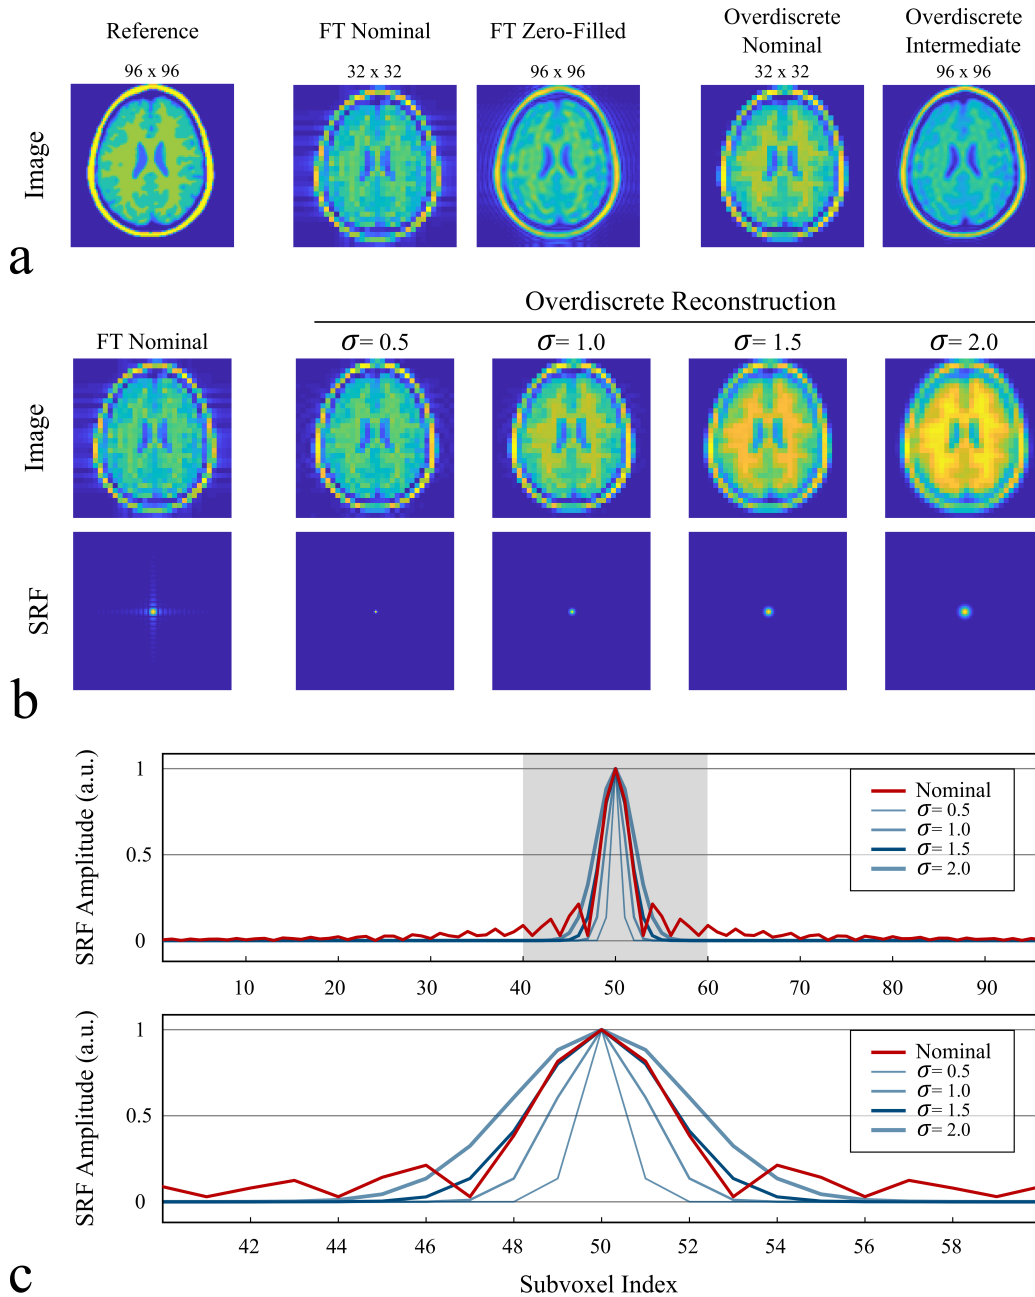 Reference
FT Nominal
FT Zero-Filled
Overdiscrete
Nominal
Overdiscrete
Intermediate
96 x 96
32 x 32
96 x 96
32 x 32
96 x 96
Image
a
Overdiscrete Reconstruction
FT Nominal
σ= 0.5
σ= 1.0
σ= 1.5
σ= 2.0
Image
SRF
b
SRF Amplitude (a.u.)
1
0.5
0
10 20 30 40 50 60 70 80 90
Nominal
σ= 0.5
σ= 1.0
σ= 1.5
σ= 2.0
SRF Amplitude (a.u.)
1
0.5
0
42 44 46 48 50 52 54 56 58
Nominal
σ= 0.5
σ= 1.0
σ= 1.5
σ= 2.0
Subvoxel Index
c